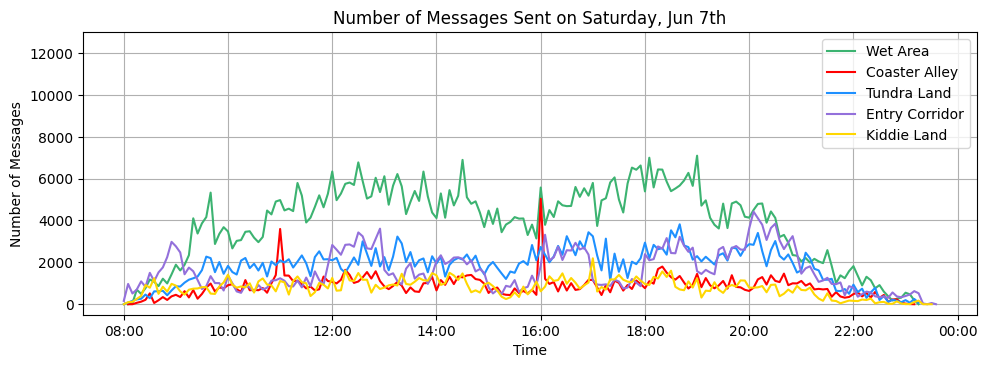 Number of Messages Sent on Saturday, Jun 7th
Number of Messages
12000
10000
8000
6000
4000
2000
0
Wet Area
Coaster Alley
Tundra Land
Entry Corridor
Kiddie Land
08:00 10:00 12:00 14:00 16:00 18:00 20:00 22:00 00:00
Time